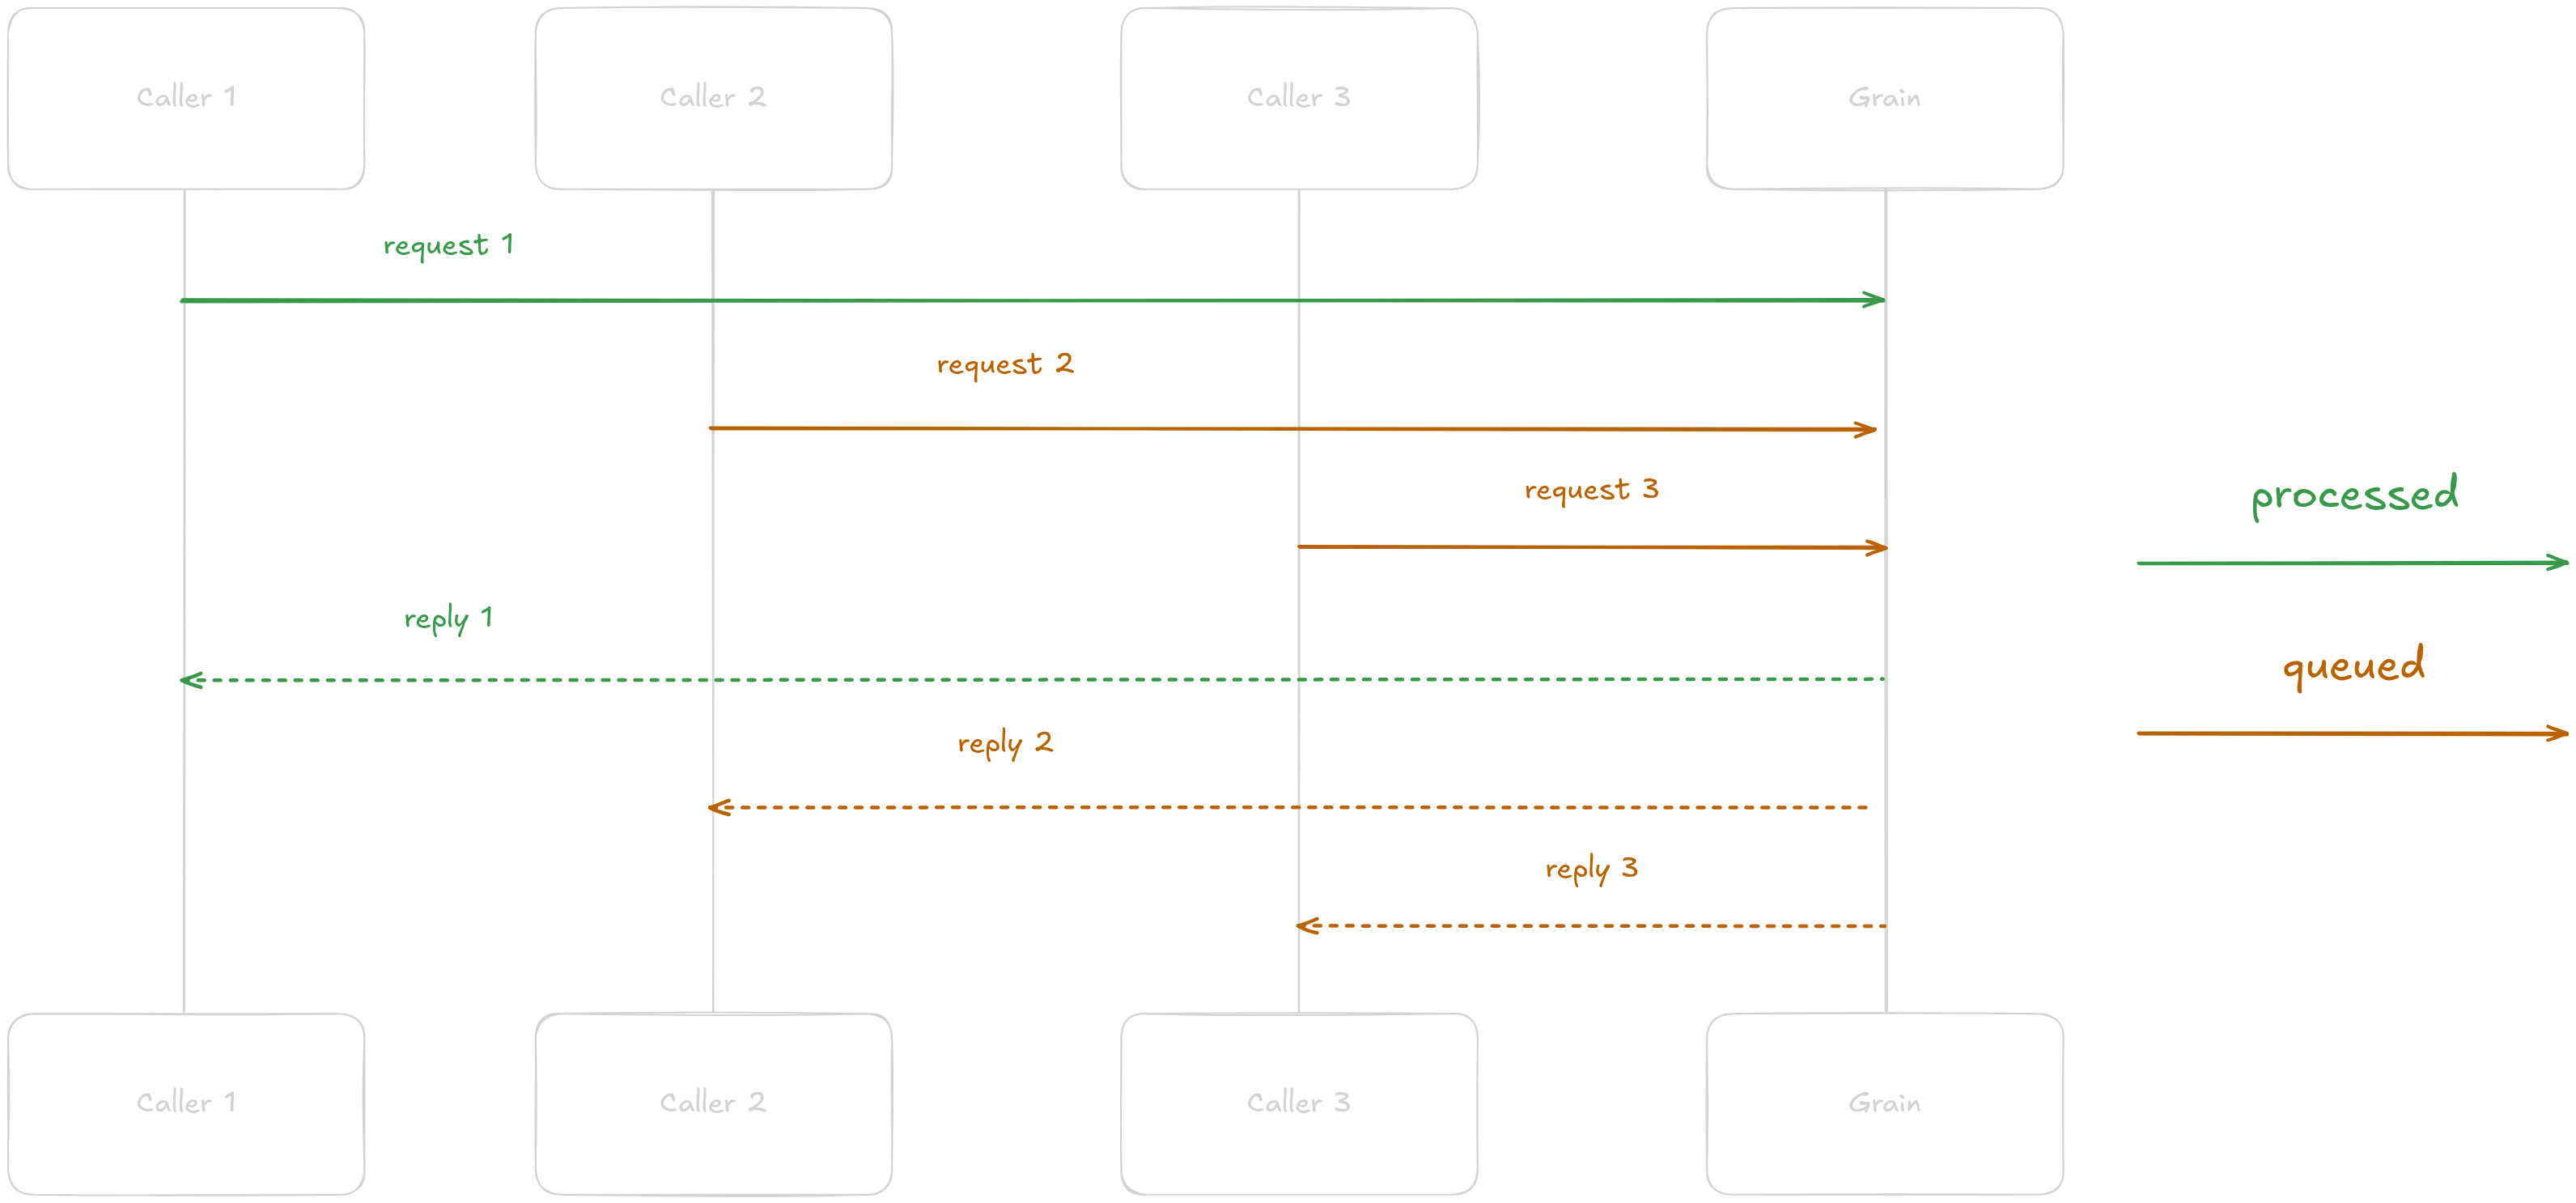 Caller 1
Caller 2
Caller 3
Grain
request 1
request 2
request 3
processed
reply 1
queued
reply 2
reply 3
Caller 1
Caller 2
Caller 3
Grain